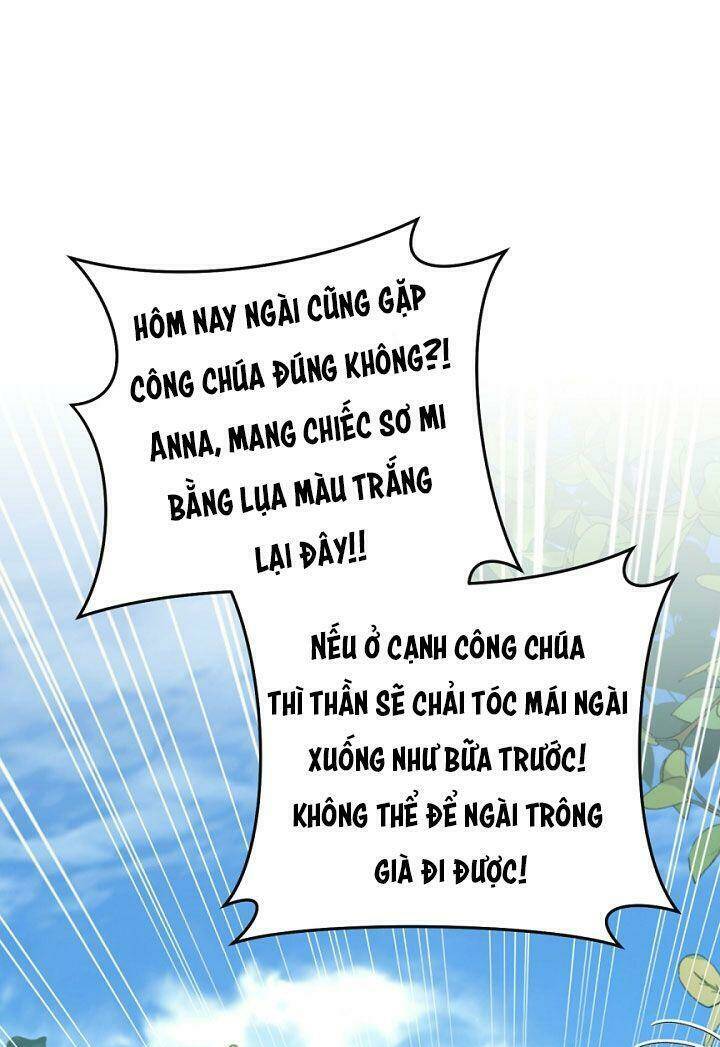 HÔM NAY NGÀI CŨNG GẶP
CÔNG CHÚA ĐÚNG KHÔNG?!
ANNA, MANG CHIẾC SƠ MI
BẰNG LỤA MÀU TRẮNG
LẠI ĐÂY!!
NẾU Ở CẠNH CÔNG CHÚA
THÌ THẦN SẼ CHẢI TÓC MÁI NGÀI
XUỐNG NHƯ BỮA TRƯỚC!
KHÔNG THỂ ĐỂ NGÀI TRÔNG
GIÀ ĐI ĐƯỢC!